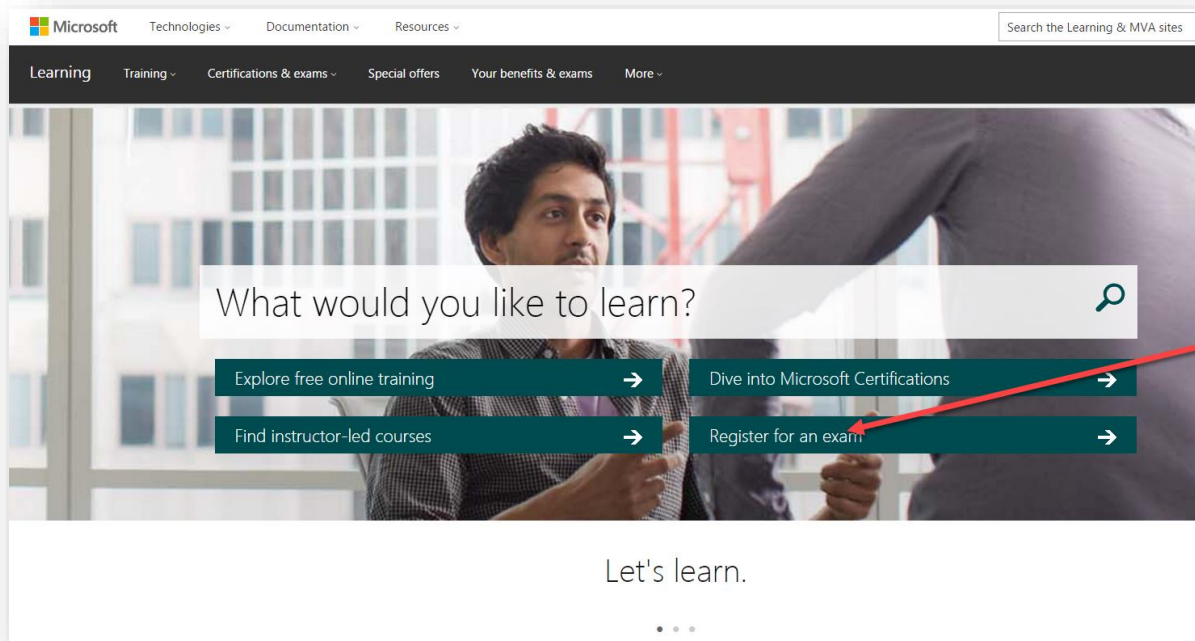 Microsoft Technologies Documentation Resources Search the Learning & MVA sites
Learning Training Certifications & exams Special offers Your benefits & exams More
What would you like to learn?
Explore free online training Dive into Microsoft Certifications
Find instructor-led courses Register for an exam
Let's learn.